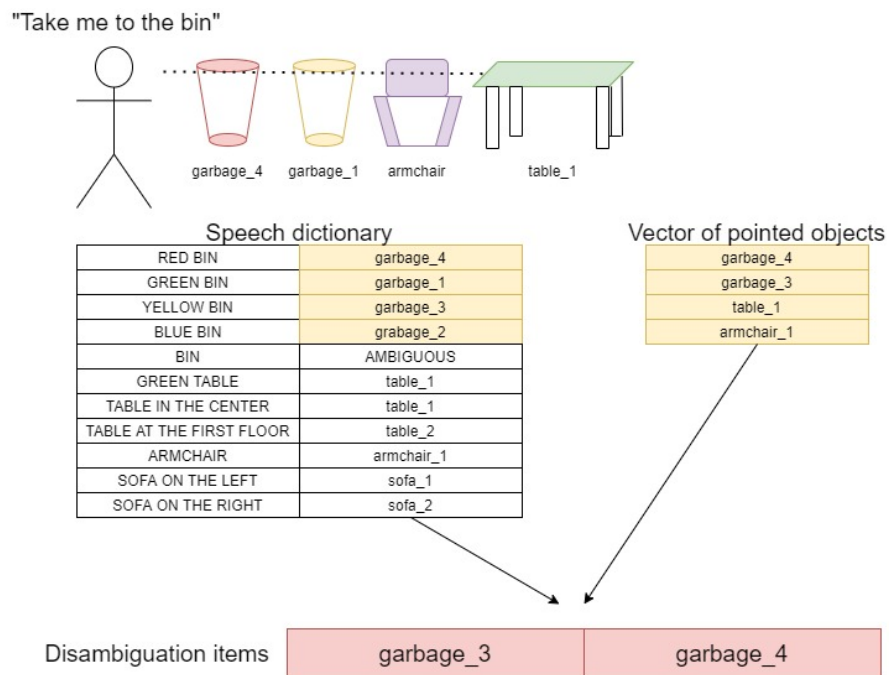 "Take me to the bin"
garbage_4 garbage_1 armchair table_1
Speech dictionary
RED BIN garbage_4
GREEN BIN garbage_1
YELLOW BIN garbage_3
BLUE BIN grabage_2
BIN AMBIGUOUS
GREEN TABLE table_1
TABLE IN THE CENTER table_1
TABLE AT THE FIRST FLOOR table_2
ARMCHAIR armchair_1
SOFA ON THE LEFT sofa_1
SOFA ON THE RIGHT sofa_2
Vector of pointed objects
garbage_4
garbage_3
table_1
armchair_1
Disambiguation items garbage_3 garbage_4